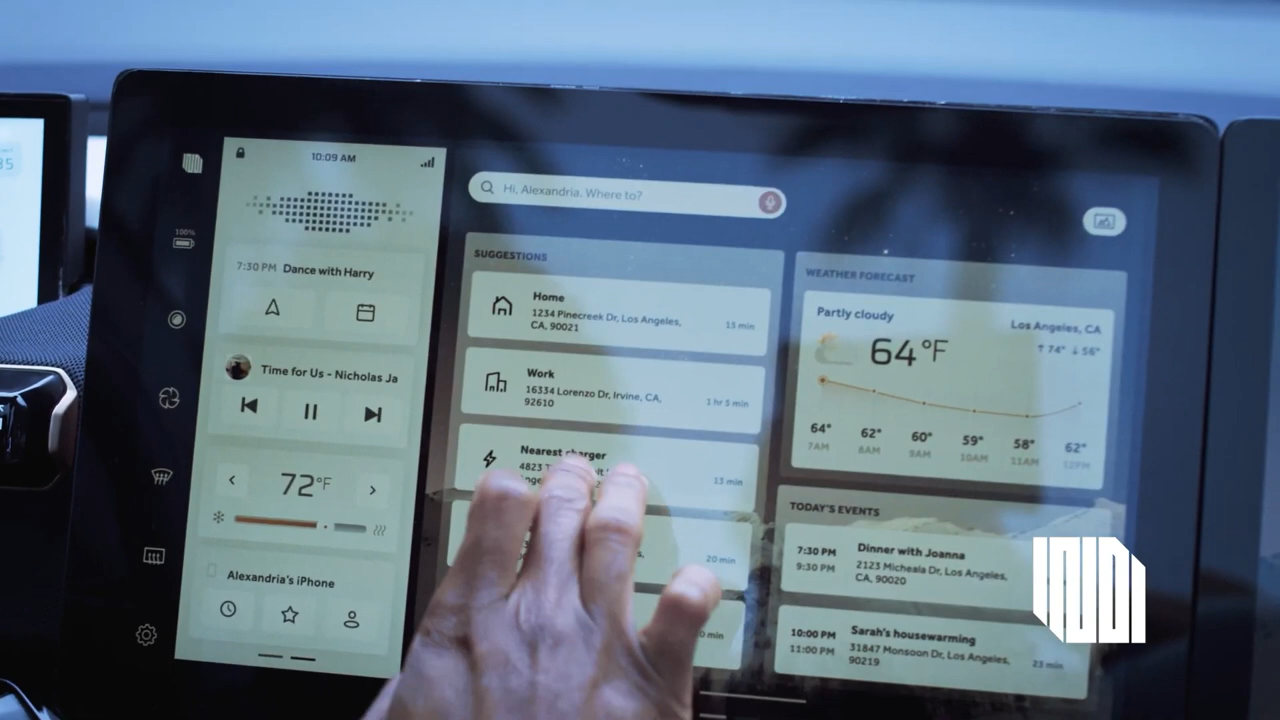 35
100%
10:09 AM
7:30 PM Dance with Harry
Time for Us - Nicholas Ja
72°F
Alexandria's iPhone
Hi, Alexandria. Where to?
SUGGESTIONS
Home
1234 Pinecreek Dr, Los Angeles,
CA, 90021
15 min
Work
16334 Lorenzo Dr, Irvine, CA,
92610
1 hr 5 min
Nearest charger
4823
13 min
20 min
0 min
WEATHER FORECAST
Partly cloudy
Los Angeles, CA
64°F
↑ 74° ↓ 56°
64° 62° 60° 59° 58° 62°
7AM 8AM 9AM 10AM 11AM 12PM
TODAY'S EVENTS
7:30 PM
9:30 PM
Dinner with Joanna
2123 Micheala Dr, Los Angeles,
CA, 90020
10:00 PM
11:00 PM
Sarah's housewarming
31847 Monsoon Dr, Los Angeles,
90219
23 min